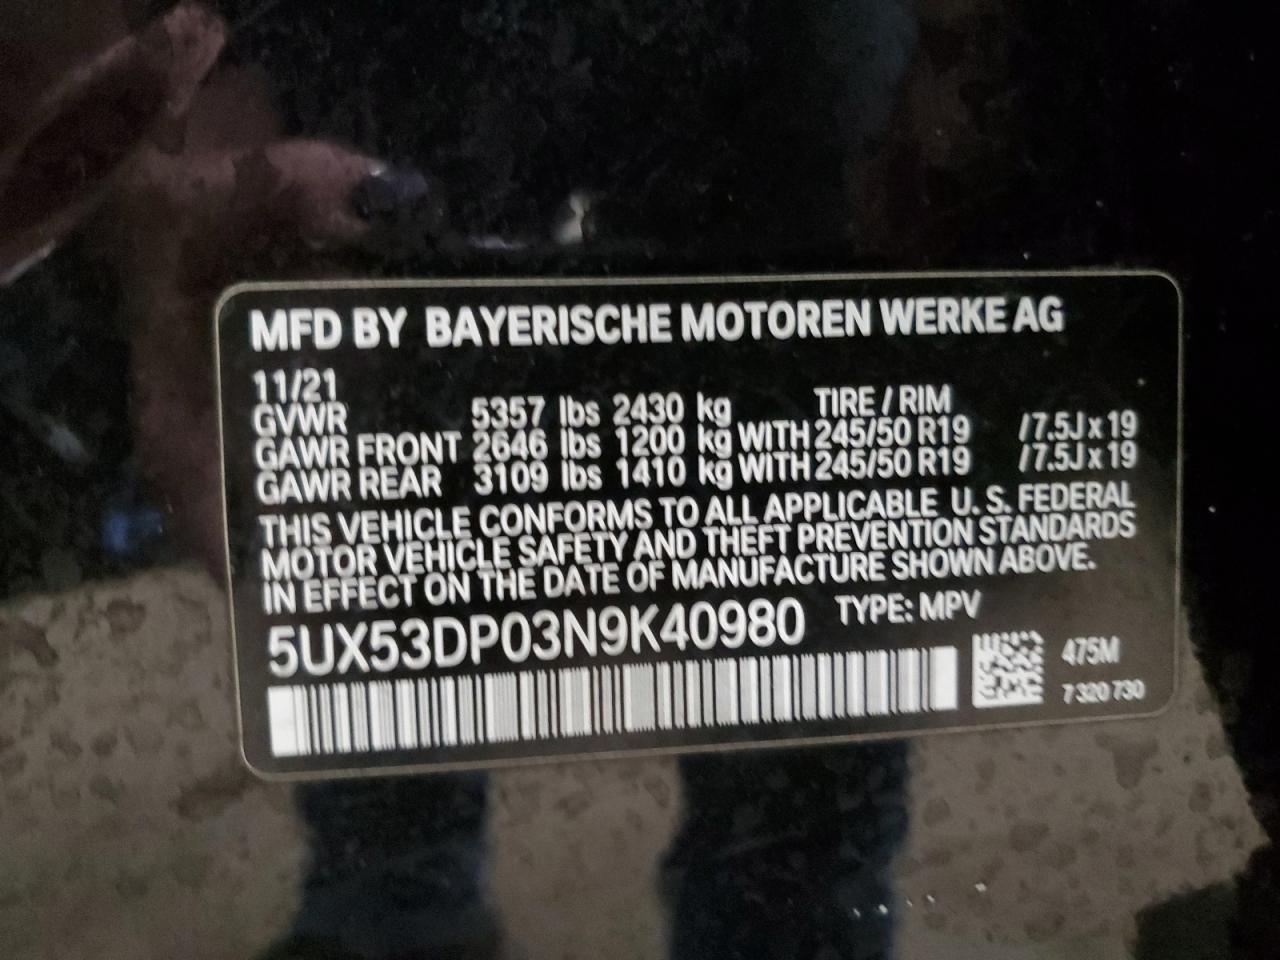 MFD BY BAYERISCHE MOTOREN WERKE AG
11/21 TIRE / RIM
GVWR 5357 lbs 2430 kg
GAWR FRONT 2646 lbs 1200 kg WITH 245/50 R19 /7.5J x 19
GAWR REAR 3109 lbs 1410 kg WITH 245/50 R19 /7.5J x 19
THIS VEHICLE CONFORMS TO ALL APPLICABLE U. S. FEDERAL
MOTOR VEHICLE SAFETY AND THEFT PREVENTION STANDARDS
IN EFFECT ON THE DATE OF MANUFACTURE SHOWN ABOVE.
5UX53DP03N9K40980 TYPE: MPV
475M
7 320 730